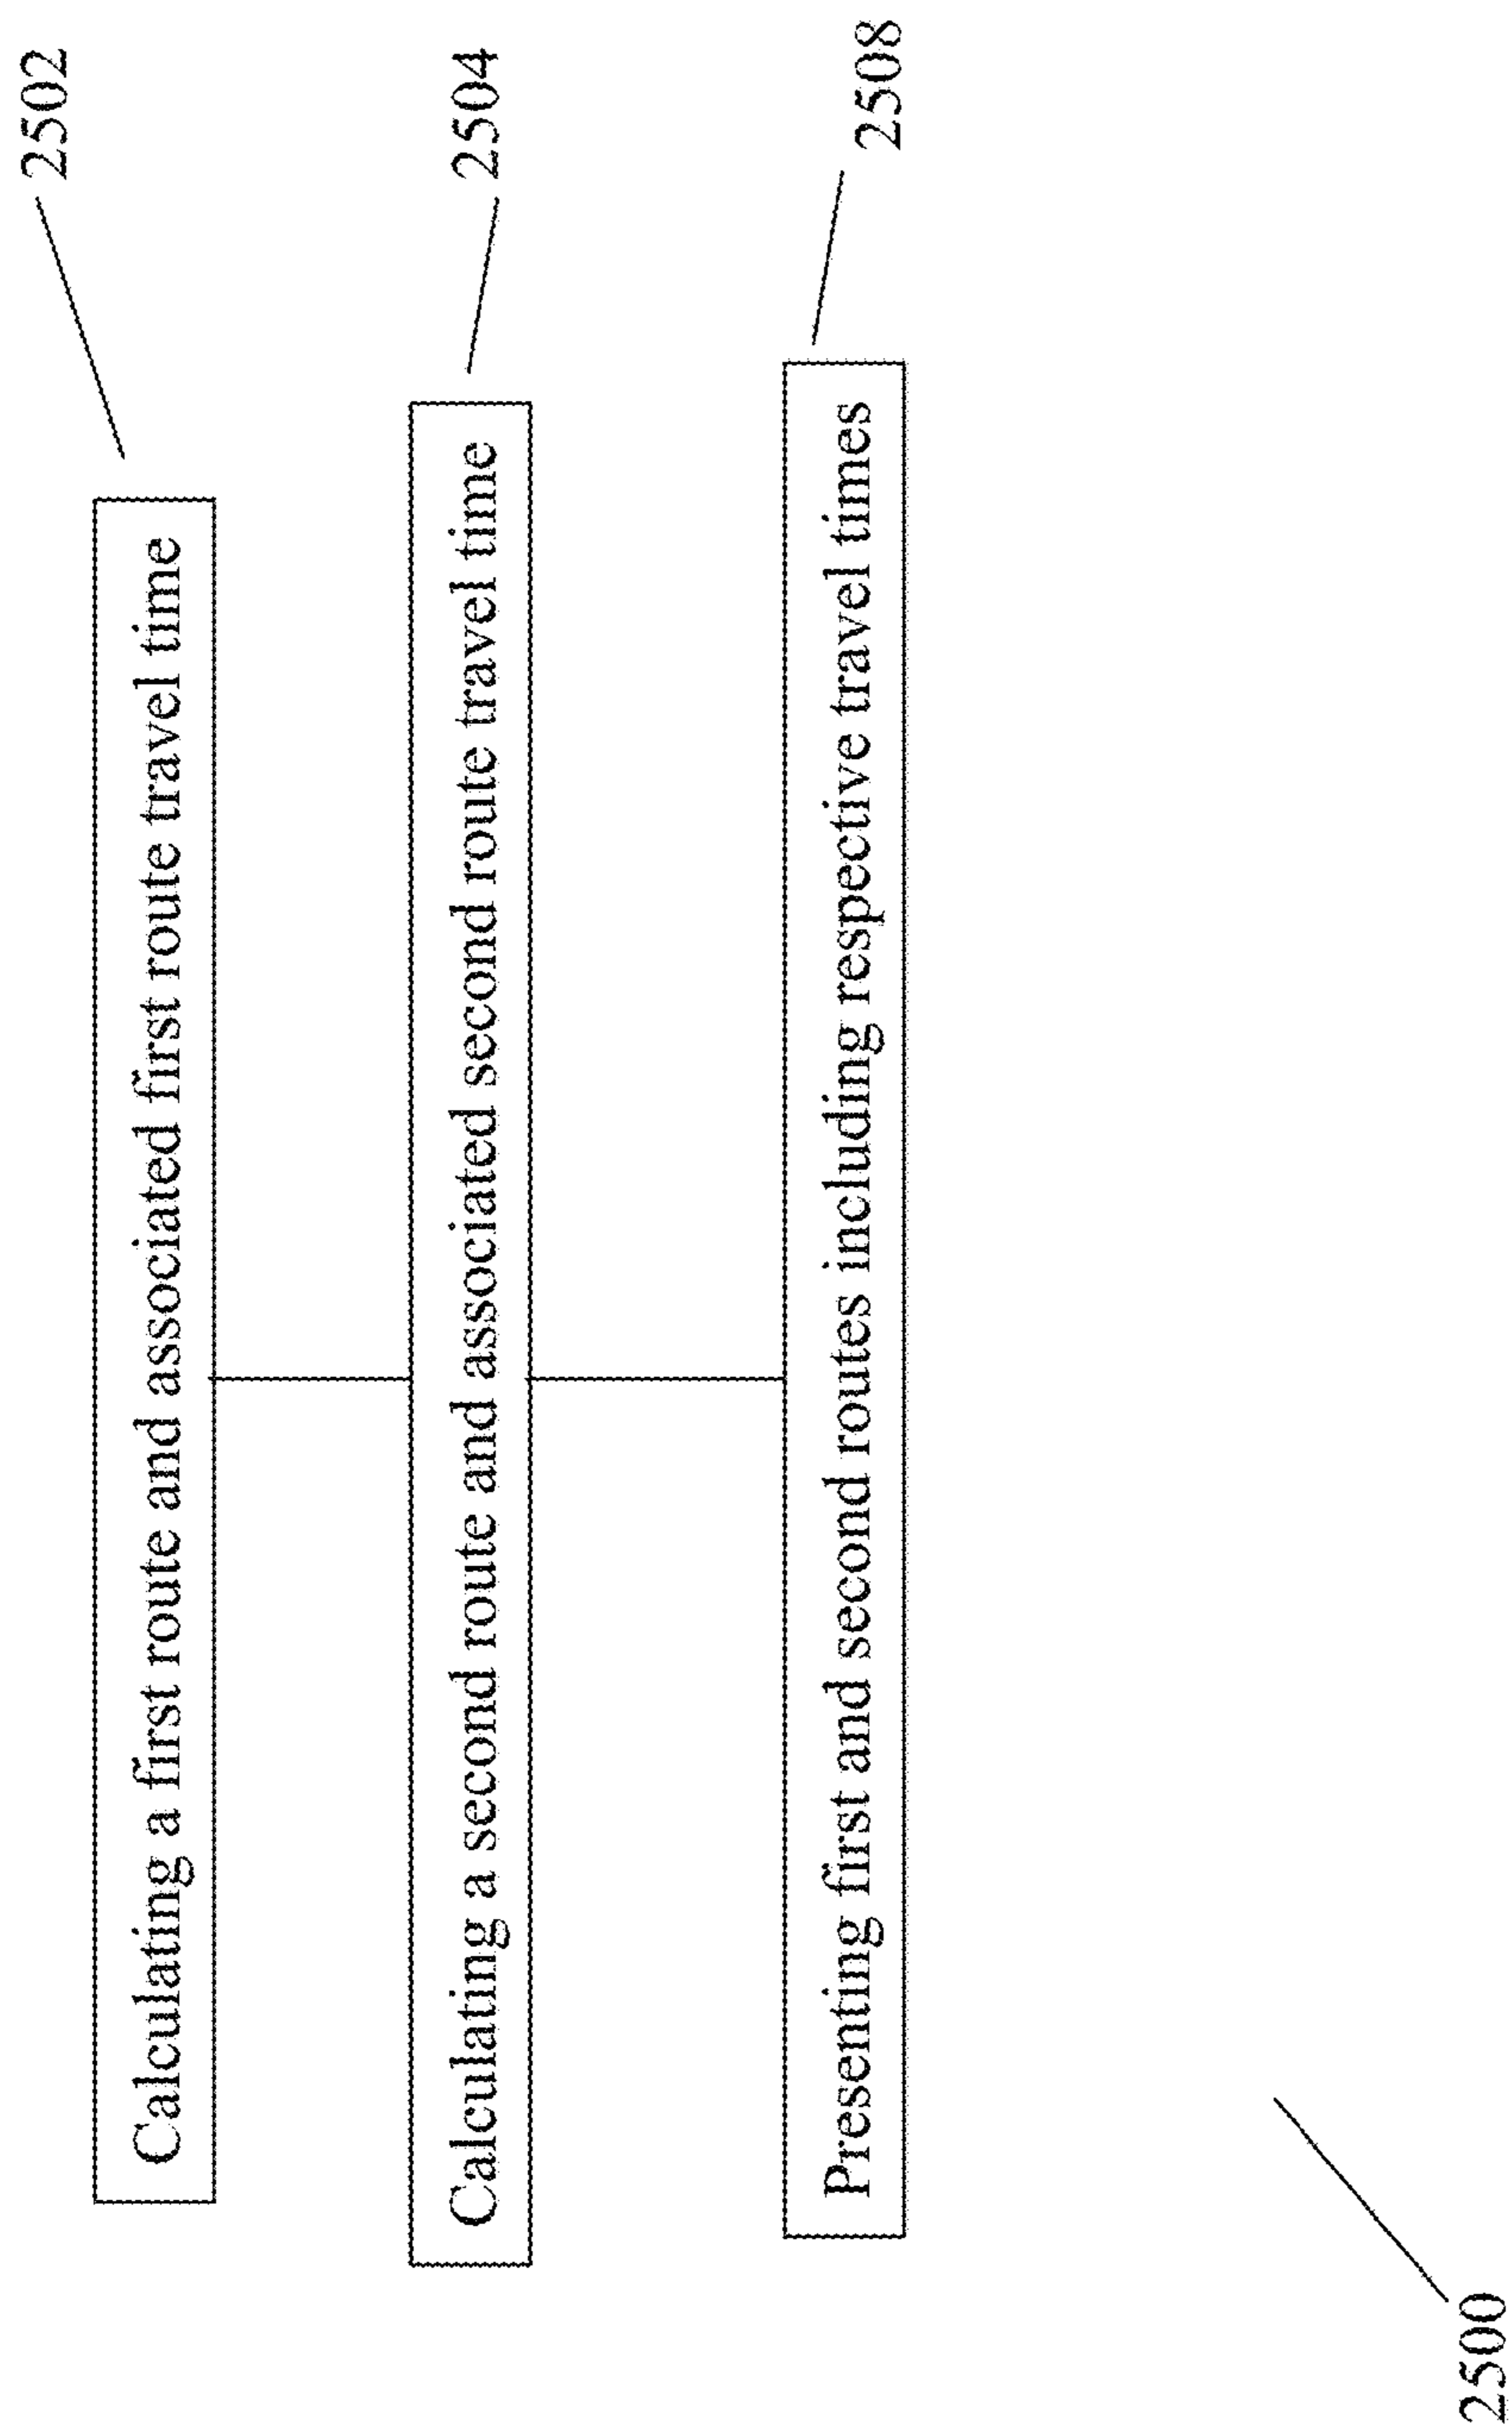 2502
Calculating a first route and associated first route travel time
2504
Calculating a second route and associated second route travel time
2508
Presenting first and second routes including respective travel times
2500